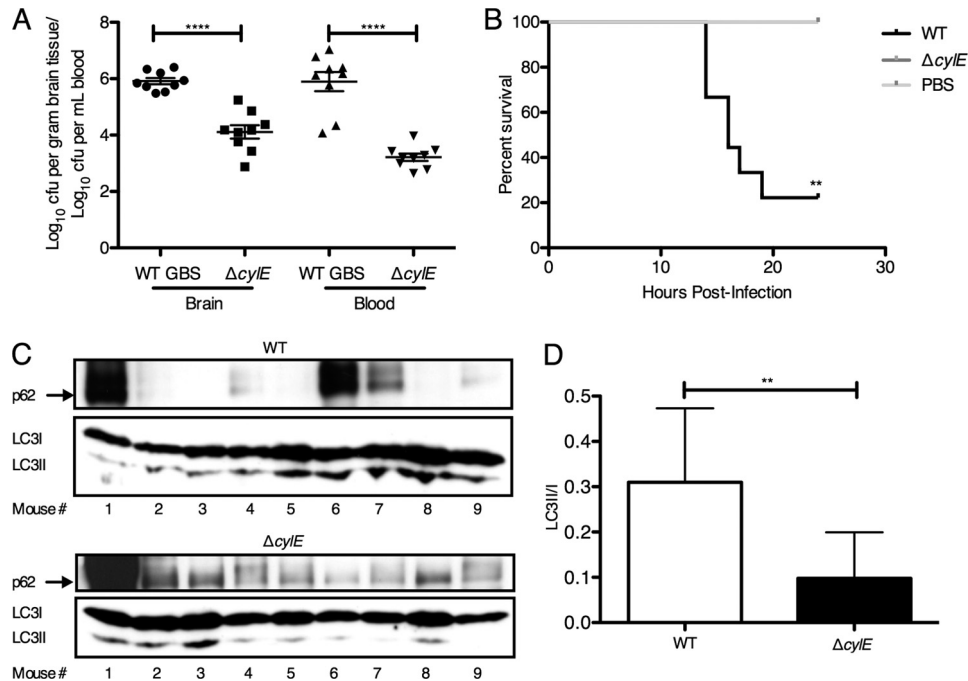 A
Log10 cfu per gram brain tissue/
Log10 cfu per mL blood
8
6
4
2
0
****
****
WT GBS
ΔcylE
WT GBS
ΔcylE
Brain
Blood
B
Percent survival
100
80
60
40
20
0
0
10
20
30
Hours Post-Infection
**
WT
ΔcylE
PBS
C
WT
p62
LC3I
LC3II
Mouse # 1 2 3 4 5 6 7 8 9
ΔcylE
p62
LC3I
LC3II
Mouse # 1 2 3 4 5 6 7 8 9
D
LC3II/I
0.5
0.4
0.3
0.2
0.1
0.0
**
WT
ΔcylE